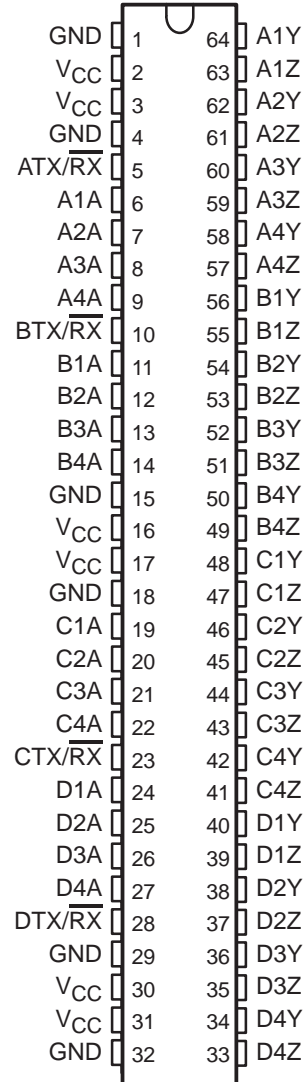 GND 1 64 A1Y
VCC 2 63 A1Z
VCC 3 62 A2Y
GND 4 61 A2Z
ATX/R̅X̅ 5 60 A3Y
A1A 6 59 A3Z
A2A 7 58 A4Y
A3A 8 57 A4Z
A4A 9 56 B1Y
BTX/R̅X̅ 10 55 B1Z
B1A 11 54 B2Y
B2A 12 53 B2Z
B3A 13 52 B3Y
B4A 14 51 B3Z
GND 15 50 B4Y
VCC 16 49 B4Z
VCC 17 48 C1Y
GND 18 47 C1Z
C1A 19 46 C2Y
C2A 20 45 C2Z
C3A 21 44 C3Y
C4A 22 43 C3Z
CTX/R̅X̅ 23 42 C4Y
D1A 24 41 C4Z
D2A 25 40 D1Y
D3A 26 39 D1Z
D4A 27 38 D2Y
DTX/R̅X̅ 28 37 D2Z
GND 29 36 D3Y
VCC 30 35 D3Z
VCC 31 34 D4Y
GND 32 33 D4Z